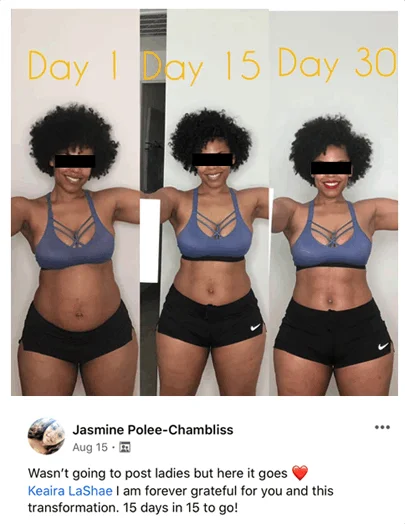 Day 1 Day 15 Day 30
Jasmine Polee-Chambliss
Aug 15 ·
Wasn't going to post ladies but here it goes ❤️
Keaira LaShae I am forever grateful for you and this
transformation. 15 days in 15 to go!